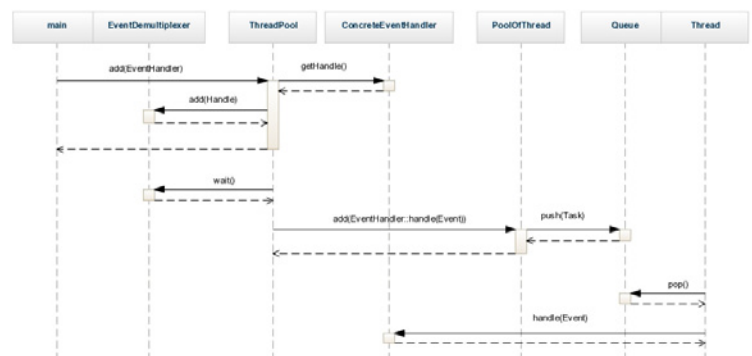 main
EventDemultiplexer
ThreadPool
ConcreteEventHandler
PoolOfThread
Queue
Thread
add(EventHandler)
getHandle()
add(Handle)
wait()
add(EventHandler::handle(Event))
push(Task)
pop()
handle(Event)